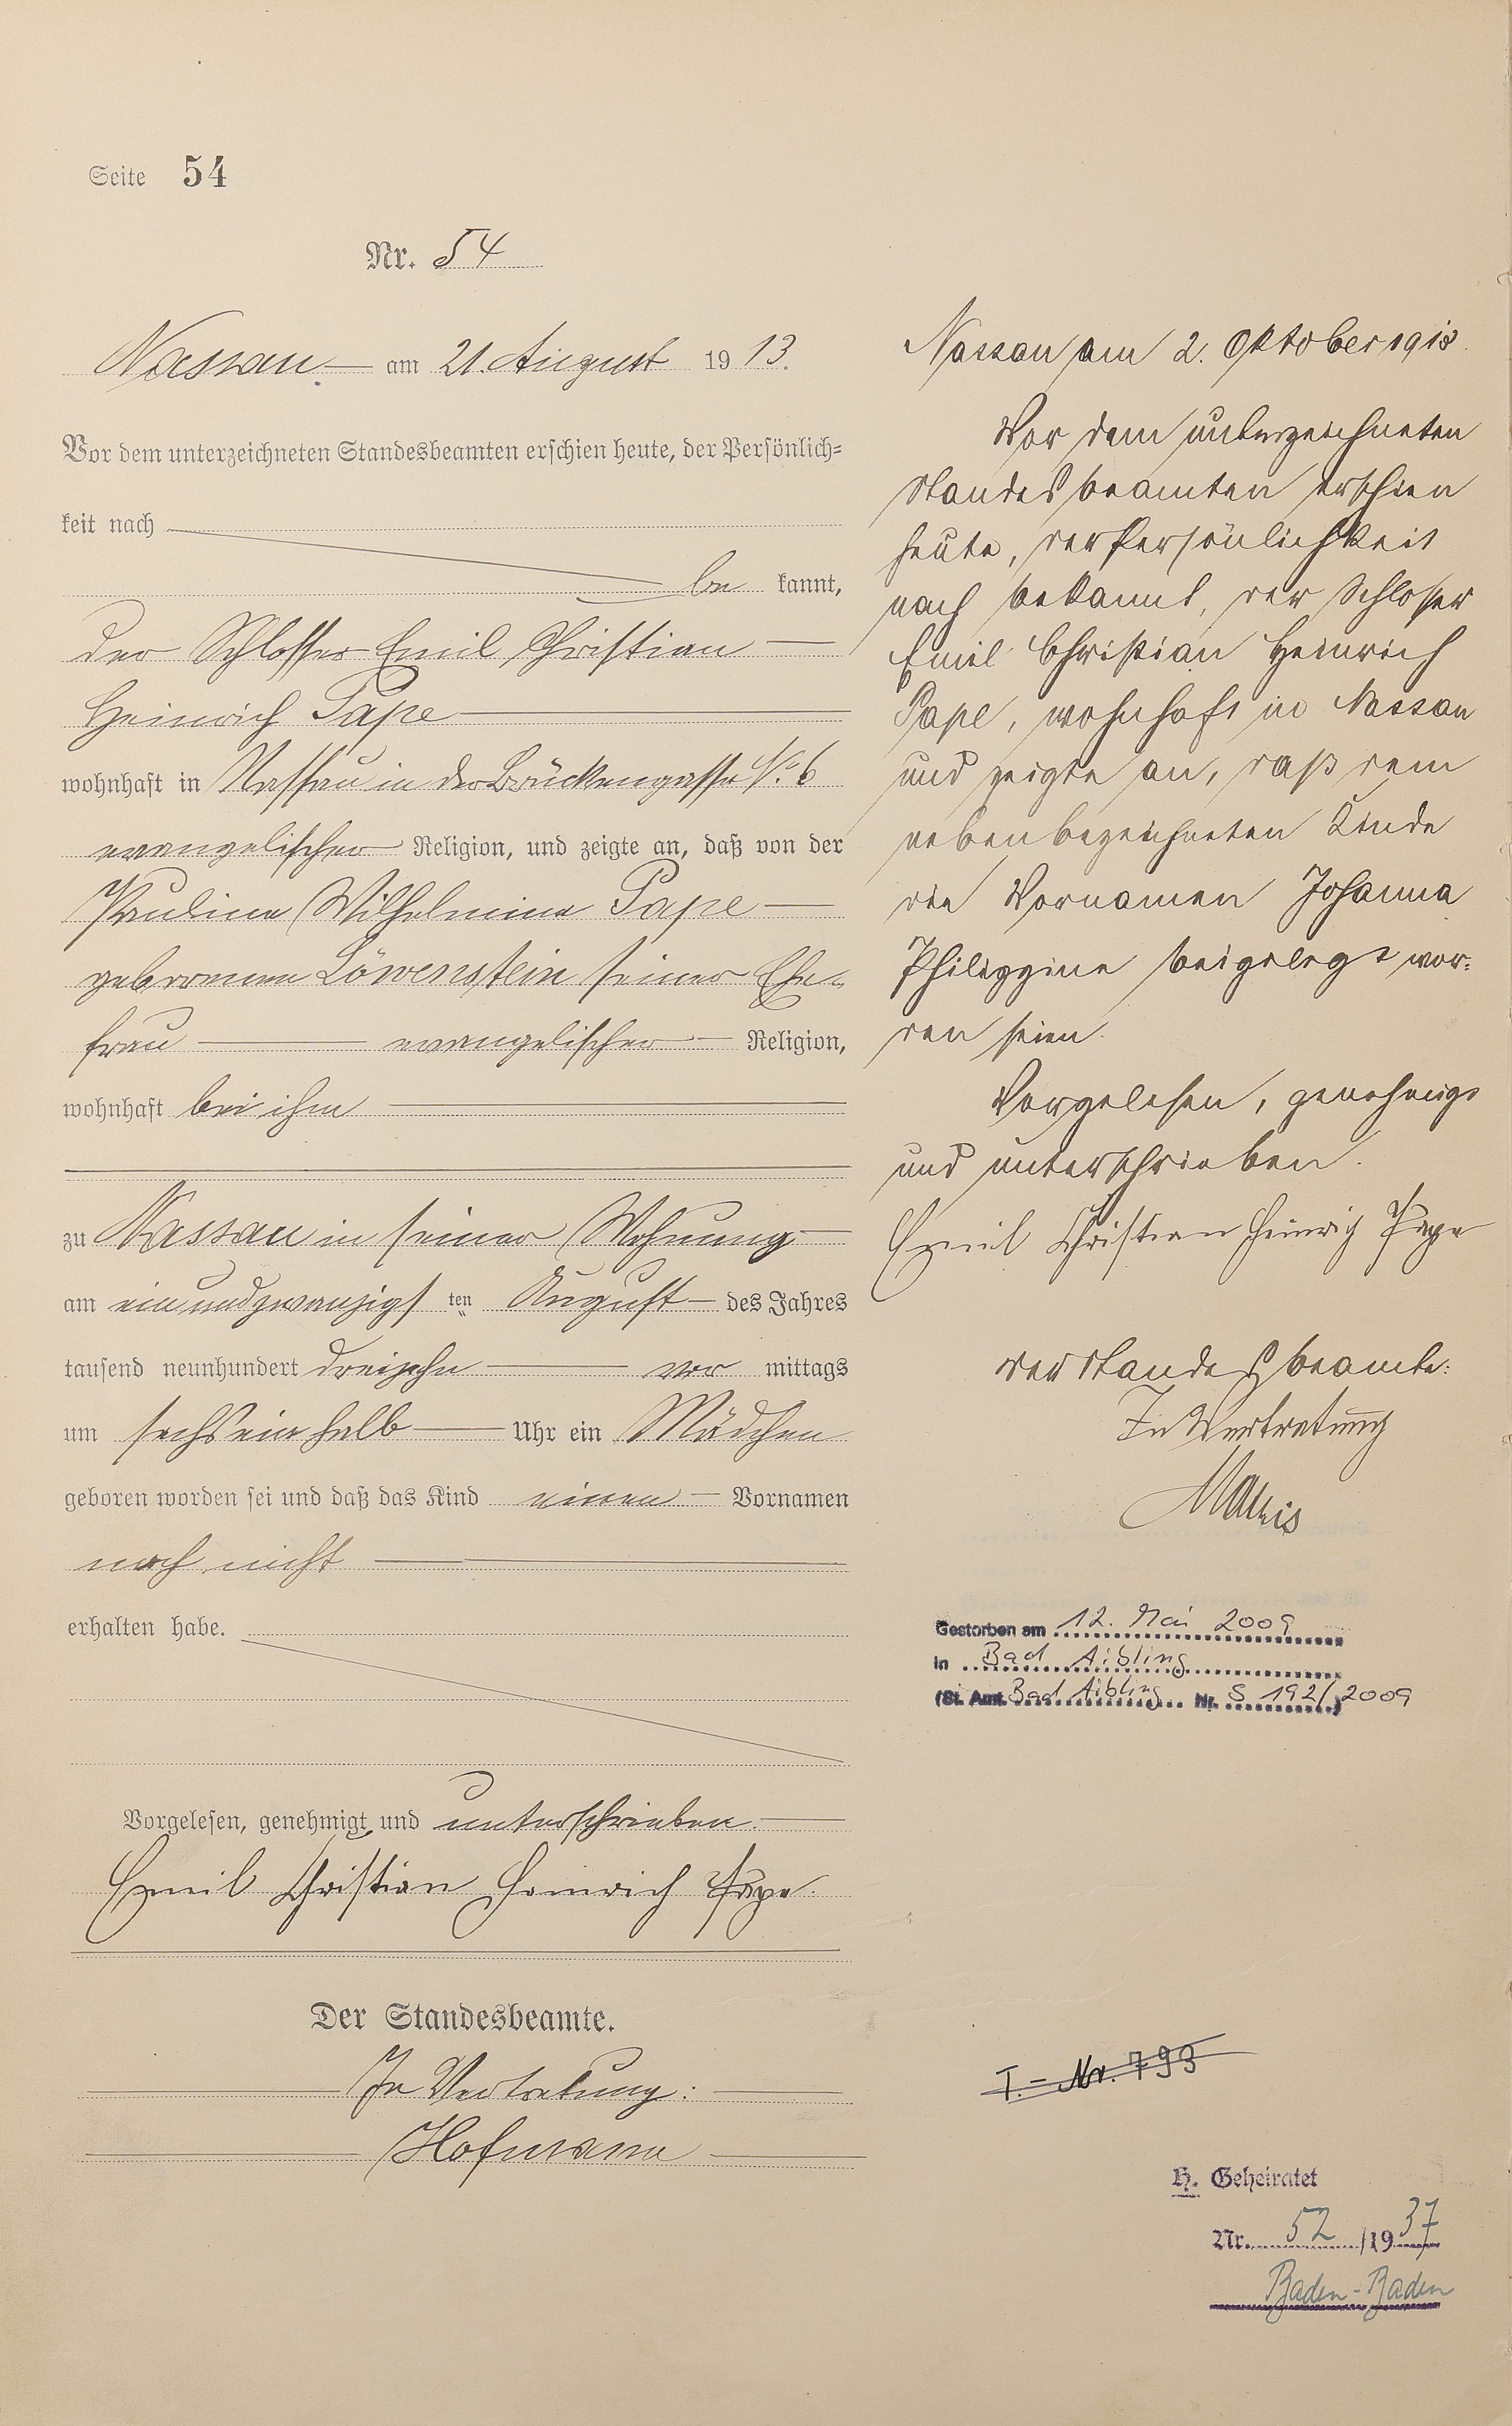 Seite 54
Nr. 54
Nassau am 21. August 1913.
Vor dem unterzeichneten Standesbeamten erschien heute, der Persönlich=
keit nach
be kannt,
der Schlosser Emil Christian
Heinrich Pape
wohnhaft in Nassau in der Brückengasse No. 6
evangelischer Religion, und zeigte an, daß von der
Pauline Wilhelmine Pape
geborenen Löwenstein seiner Ehe=
frau evangelischer Religion,
wohnhaft bei ihm
zu Nassau in seiner Wohnung
am einundzwanzigsten August des Jahres
tausend neunhundert dreizehn vor mittags
um sechseinhalb Uhr ein Mädchen
geboren worden sei und daß das Kind einen Vornamen
noch nicht
erhalten habe.
Vorgelesen, genehmigt und unterschrieben.
Emil Christian Heinrich Pape.
Der Standesbeamte.
In Vertretung:
Hofmann
Nassau am 2. Oktober 1913
Vor dem unterzeichneten
Standesbeamten erschien
heute, der Persönlichkeit
nach bekannt, der Schlosser
Emil Christian Heinrich
Pape, wohnhaft in Nassau
und zeigte an, daß dem
nebenbezeichneten Kinde
die Vornamen Johanna
Philippine beigelegt wor=
den seien.
Vorgelesen, genehmigt
und unterschrieben.
Emil Christian Heinrich Pape
Der Standesbeamte:
In Vertretung
Gestorben am 12. Mai 2009
in Bad Aibling
(St. Amt. Bad Aibling Nr. S 192/2009
I.- Nr. 793
H. Geheiratet
Nr. 52/1937
Baden-Baden